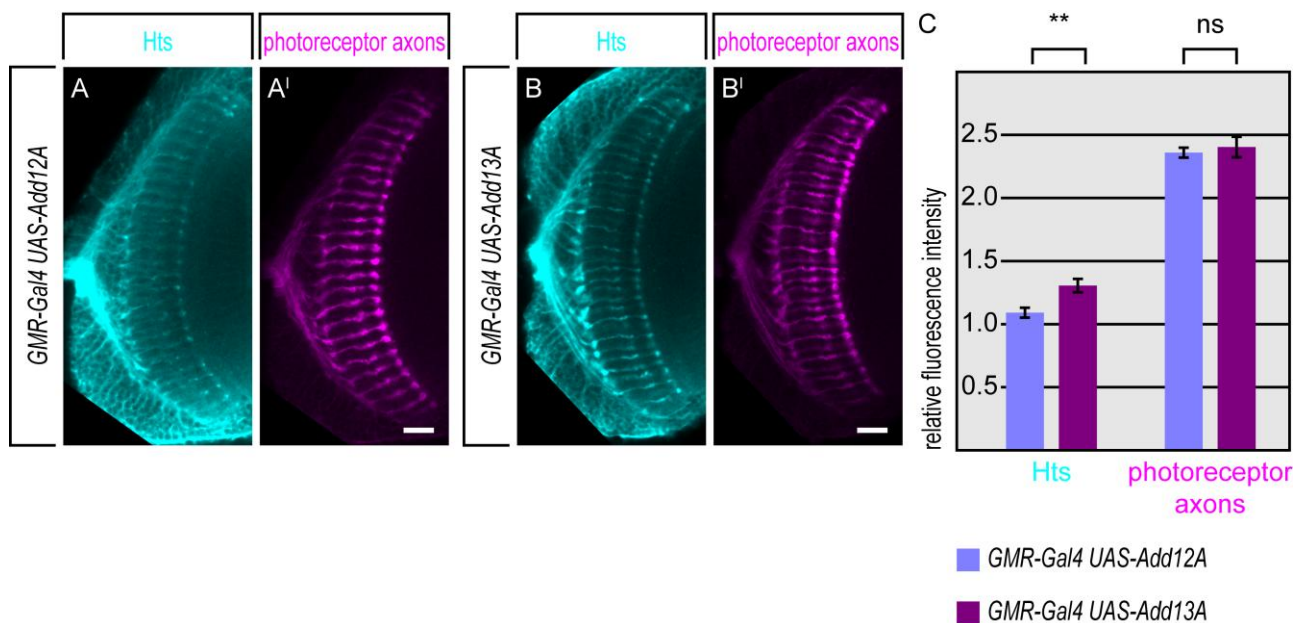 Hts
photoreceptor axons
Hts
photoreceptor axons
GMR-Gal4 UAS-Add12A
A
Aᴵ
GMR-Gal4 UAS-Add13A
B
Bᴵ
C
**
ns
relative fluorescence intensity
2.5
2.0
1.5
1.0
0.5
Hts
photoreceptor
axons
GMR-Gal4 UAS-Add12A
GMR-Gal4 UAS-Add13A